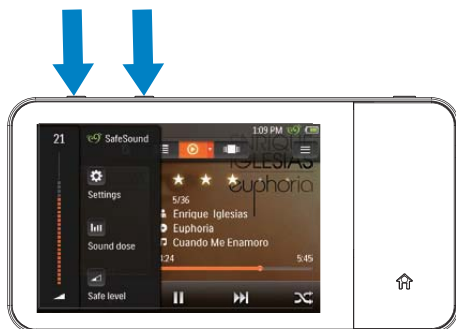 21
SafeSound
1:09 PM
ENRIQUE
IGLESIAS
euphoria
Settings
5/36
Enrique Iglesias
Euphoria
Sound dose
Cuando Me Enamoro
1:24
5:45
Safe level